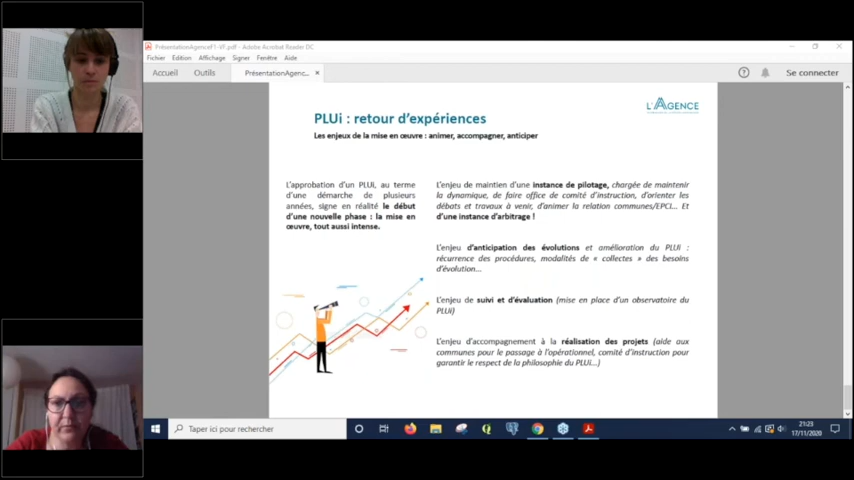 PrésentationAgenceF1-VF.pdf - Adobe Acrobat Reader DC
Fichier Edition Affichage Signer Fenêtre Aide
Accueil Outils PrésentationAgenc... × Se connecter
L'AGENCE
PLUi : retour d'expériences
Les enjeux de la mise en œuvre : animer, accompagner, anticiper
L'approbation d'un PLUi, au terme
d'une démarche de plusieurs
années, signe en réalité le début
d'une nouvelle phase : la mise en
œuvre, tout aussi intense.
L'enjeu de maintien d'une instance de pilotage, chargée de maintenir
la dynamique, de faire office de comité d'instruction, d'orienter les
débats et travaux à venir, d'animer la relation communes/EPCI... Et
d'une instance d'arbitrage !
L'enjeu d'anticipation des évolutions et amélioration du PLUi :
récurrence des procédures, modalités de « collectes » des besoins
d'évolution...
L'enjeu de suivi et d'évaluation (mise en place d'un observatoire du
PLUi)
L'enjeu d'accompagnement à la réalisation des projets (aide aux
communes pour le passage à l'opérationnel, comité d'instruction pour
garantir le respect de la philosophie du PLUi...)
Taper ici pour rechercher
21:23
17/11/2020